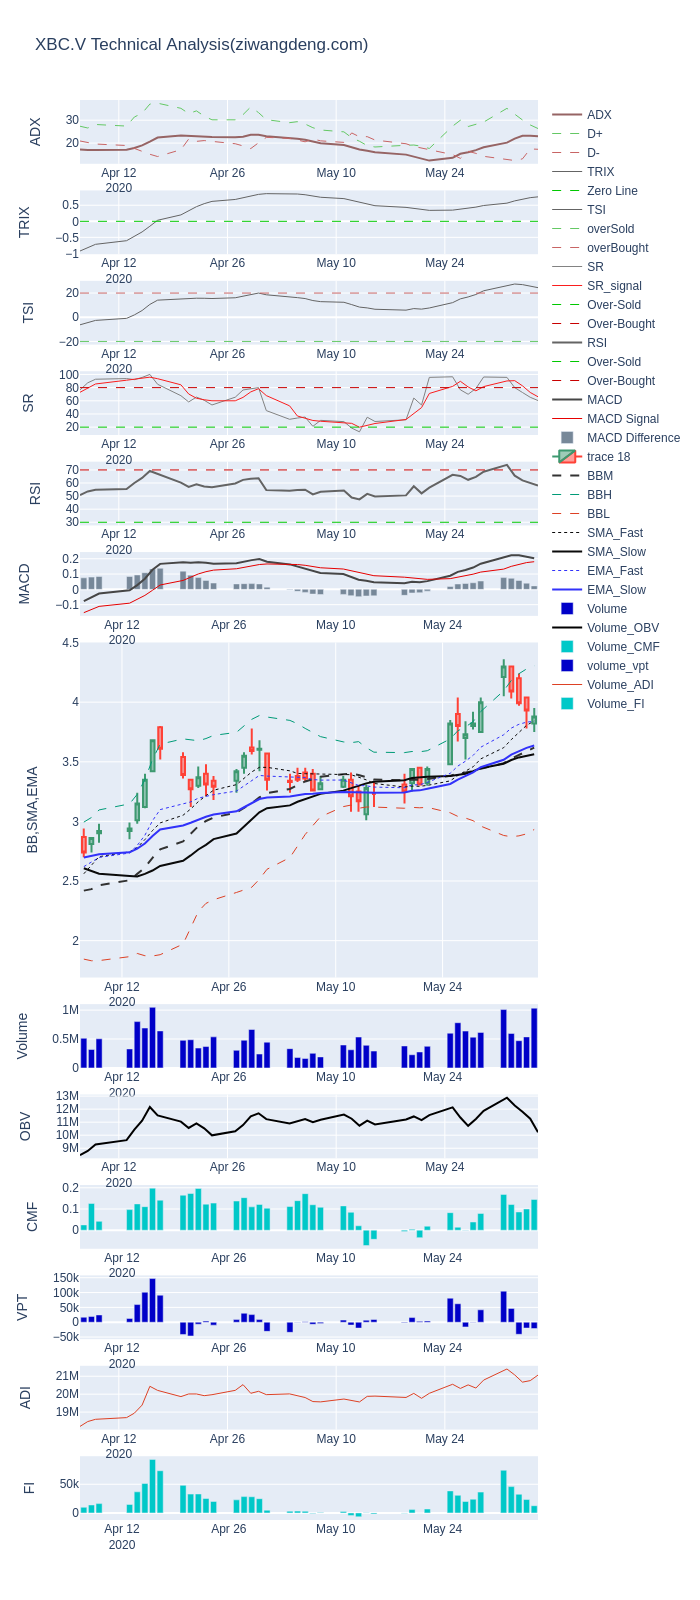 XBC.V Technical Analysis(ziwangdeng.com)
ADX
30
20
Apr 12
2020
Apr 26
May 10
May 24
TRIX
0.5
0
−0.5
−1
Apr 12
2020
Apr 26
May 10
May 24
TSI
20
0
−20
Apr 12
2020
Apr 26
May 10
May 24
SR
100
80
60
40
20
Apr 12
2020
Apr 26
May 10
May 24
RSI
70
60
50
40
30
Apr 12
2020
Apr 26
May 10
May 24
MACD
0.2
0.1
0
−0.1
Apr 12
2020
Apr 26
May 10
May 24
BB,SMA,EMA
4.5
4
3.5
3
2.5
2
Apr 12
2020
Apr 26
May 10
May 24
Volume
1M
0.5M
0
Apr 12
2020
Apr 26
May 10
May 24
OBV
13M
12M
11M
10M
9M
Apr 12
2020
Apr 26
May 10
May 24
CMF
0.2
0.1
0
Apr 12
2020
Apr 26
May 10
May 24
VPT
150k
100k
50k
0
−50k
Apr 12
2020
Apr 26
May 10
May 24
ADI
21M
20M
19M
Apr 12
2020
Apr 26
May 10
May 24
FI
50k
0
Apr 12
2020
Apr 26
May 10
May 24
ADX
D+
D-
TRIX
Zero Line
TSI
overSold
overBought
SR
SR_signal
Over-Sold
Over-Bought
RSI
Over-Sold
Over-Bought
MACD
MACD Signal
MACD Difference
trace 18
BBM
BBH
BBL
SMA_Fast
SMA_Slow
EMA_Fast
EMA_Slow
Volume
Volume_OBV
Volume_CMF
volume_vpt
Volume_ADI
Volume_FI